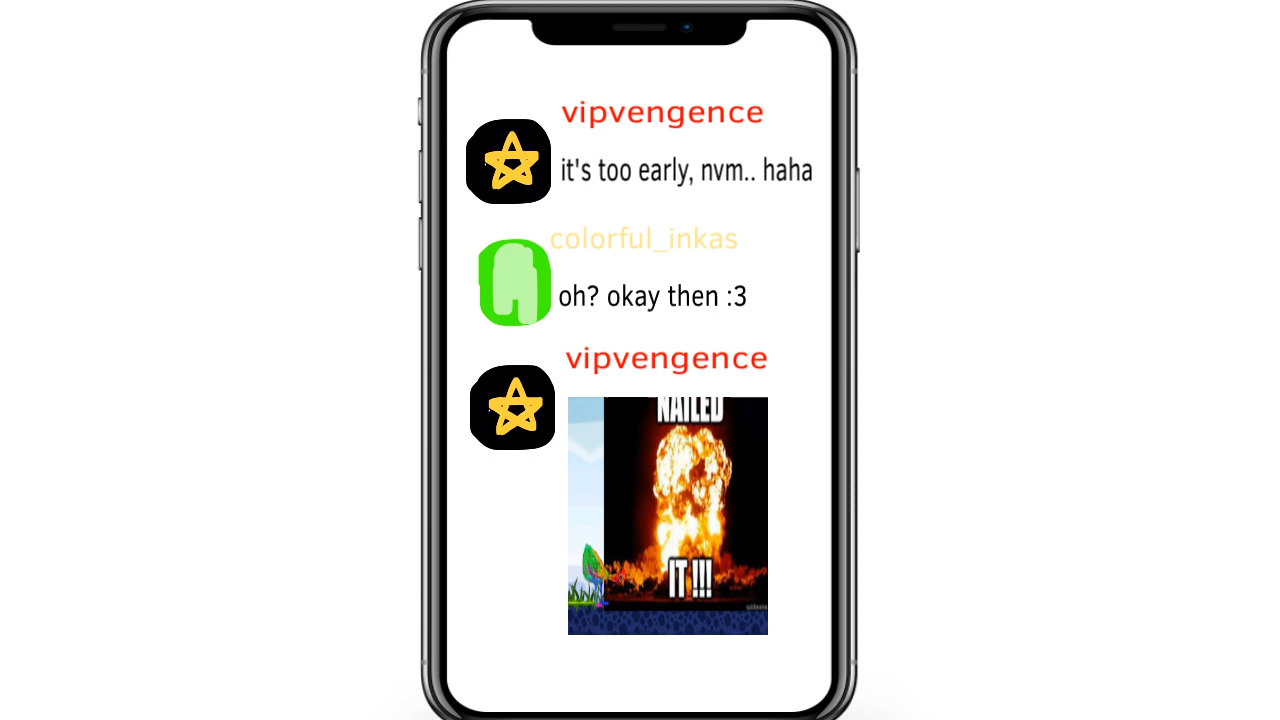 vipvengence
it's too early, nvm.. haha
colorful_inkas
oh? okay then :3
vipvengence
NAILED
IT !!!